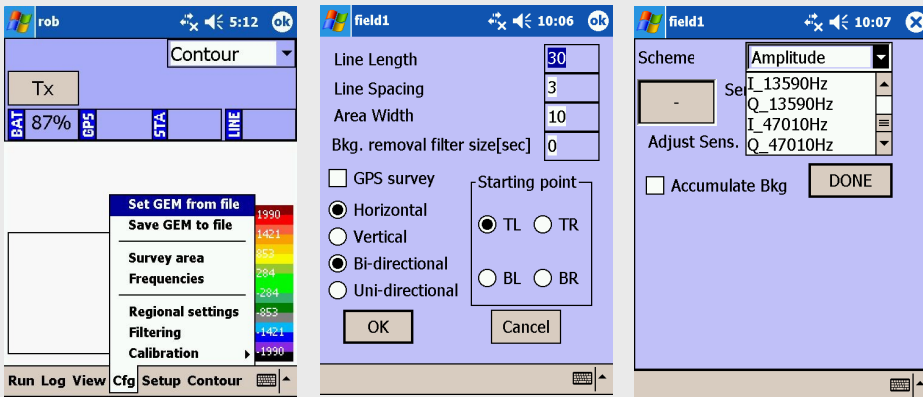 rob 5:12 ok
Contour
Tx
BAT 87% GPS STA LINE
Set GEM from file
Save GEM to file
Survey area
Frequencies
Regional settings
Filtering
Calibration
1990
1421
853
284
-284
-853
-1421
-1990
Run Log View Cfg Setup Contour
field1 10:06 ok
Line Length 30
Line Spacing 3
Area Width 10
Bkg. removal filter size[sec] 0
GPS survey
Starting point
Horizontal
Vertical
Bi-directional
Uni-directional
TL TR
BL BR
OK Cancel
field1 10:07
Scheme Amplitude
I_13590Hz
Q_13590Hz
I_47010Hz
Q_47010Hz
-
Adjust Sens.
Accumulate Bkg DONE